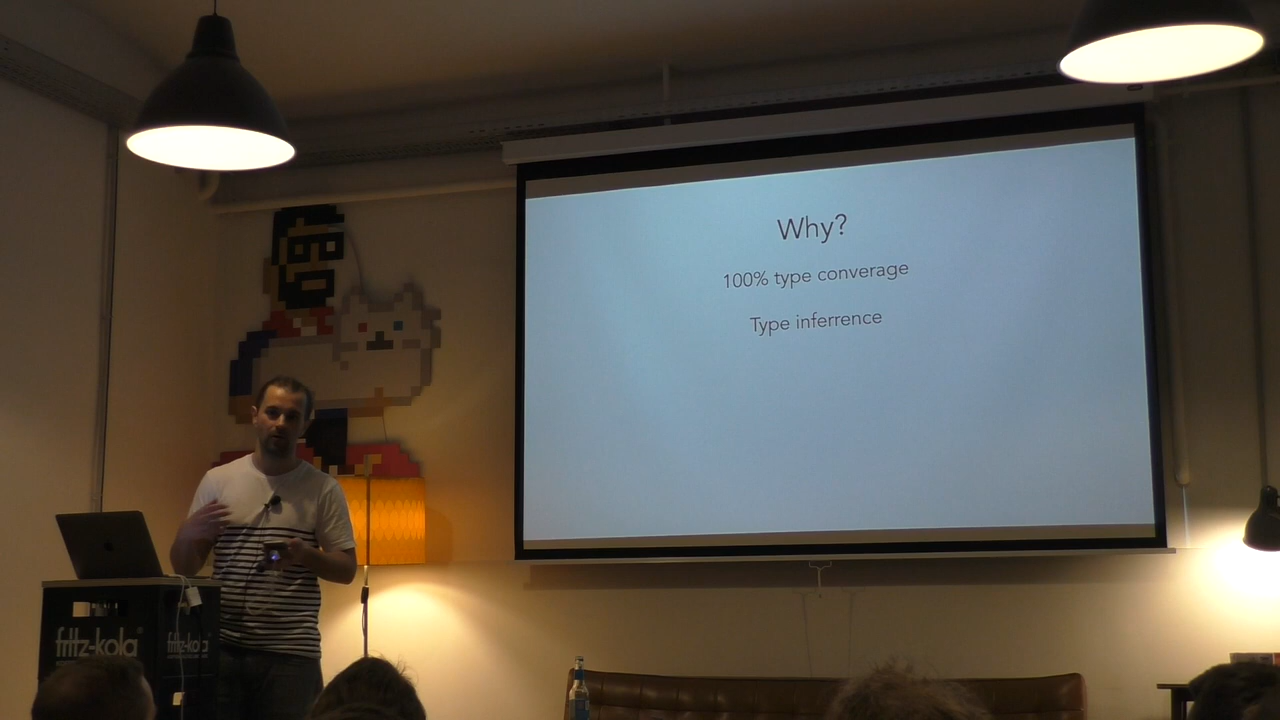 Why?
100% type converage
Type inferrence
fritz-kola
fritz-kola